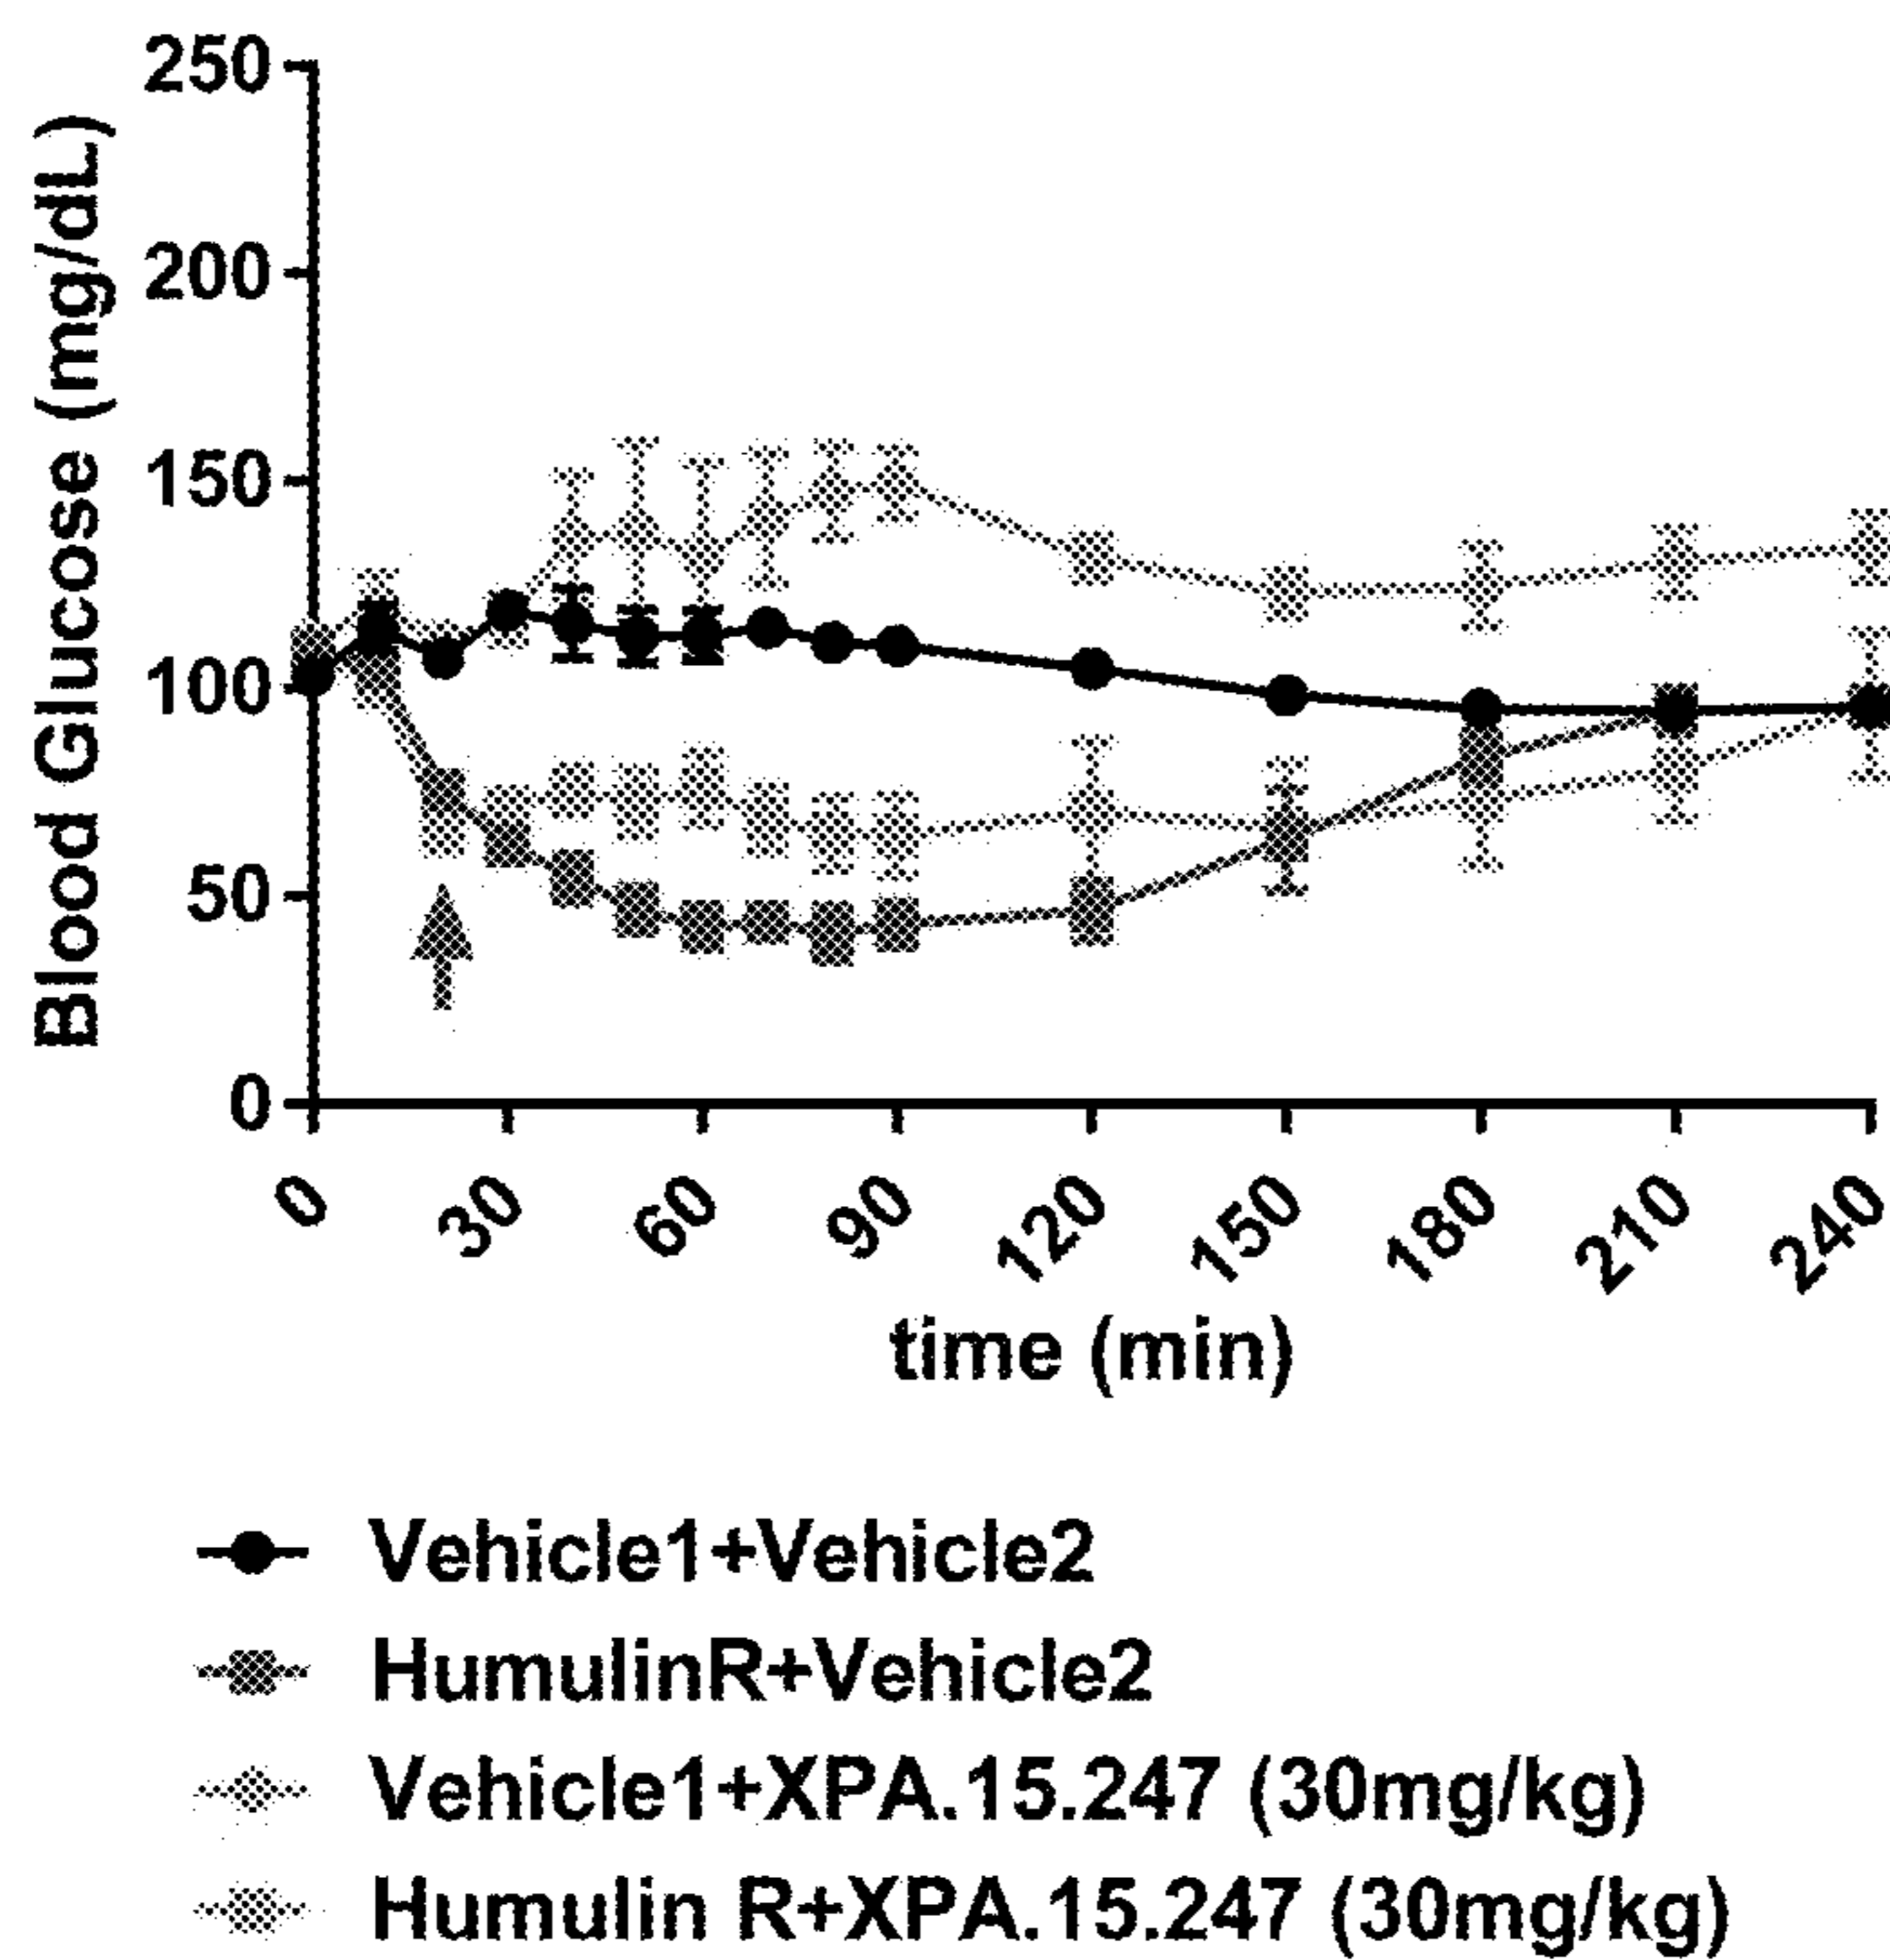 250
200
150
100
50
0
Blood Glucose (mg/dL)
0 30 60 90 120 150 180 210 240
time (min)
Vehicle1+Vehicle2
HumulinR+Vehicle2
Vehicle1+XPA.15.247 (30mg/kg)
Humulin R+XPA.15.247 (30mg/kg)